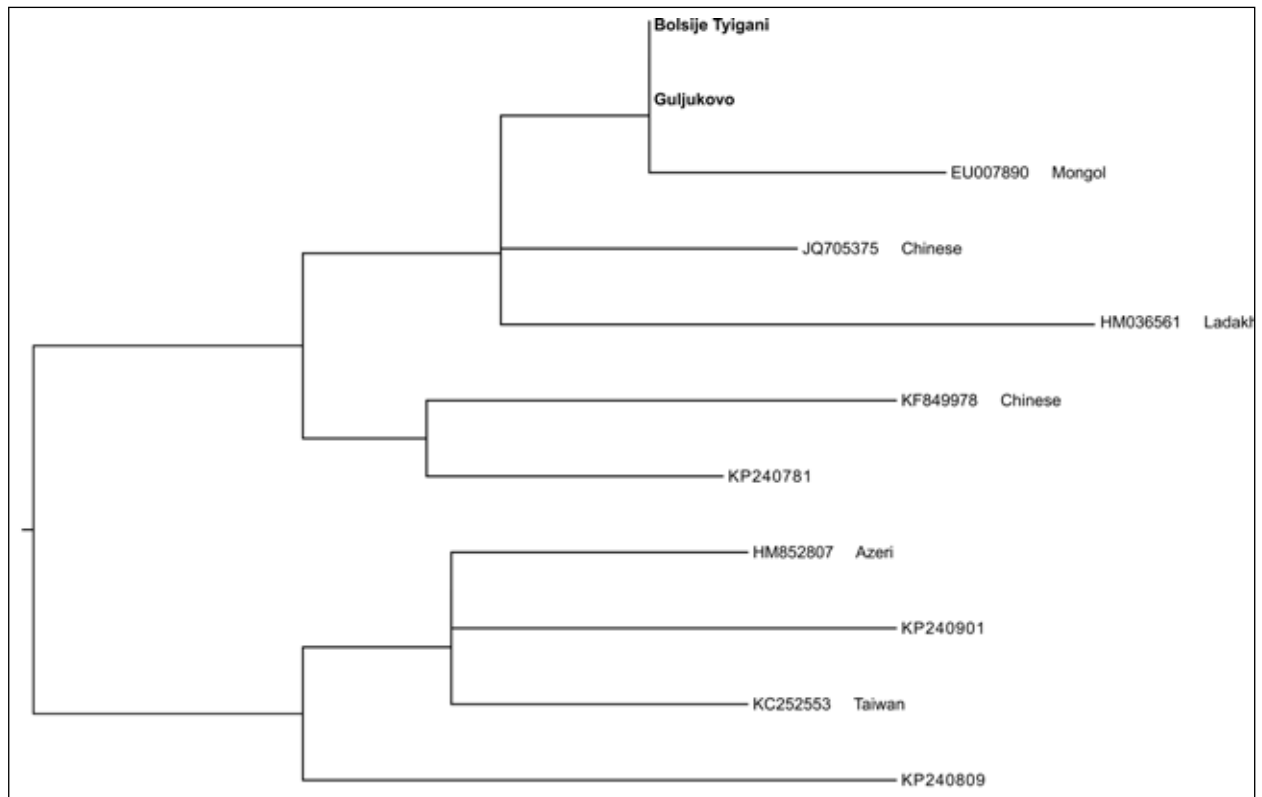 Bolsije Tyigani
Guljukovo
EU007890 Mongol
JQ705375 Chinese
HM036561 Ladakh
KF849978 Chinese
KP240781
HM852807 Azeri
KP240901
KC252553 Taiwan
KP240809